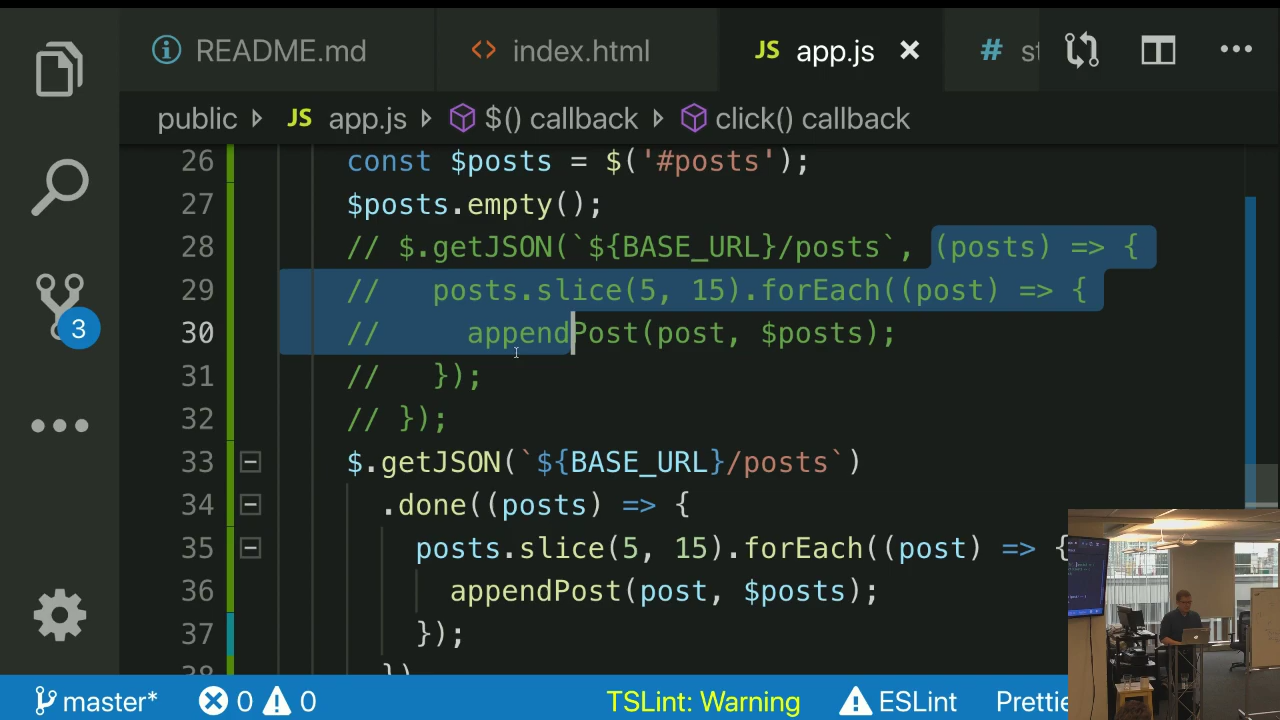 README.md
index.html
JS app.js
# st
public JS app.js $() callback click() callback
26 const $posts = $('#posts');
27 $posts.empty();
28 // $.getJSON(`${BASE_URL}/posts`, (posts) => {
29 // posts.slice(5, 15).forEach((post) => {
30 // appendPost(post, $posts);
31 // });
32 // });
33 $.getJSON(`${BASE_URL}/posts`)
34 .done((posts) => {
35 posts.slice(5, 15).forEach((post) => {
36 appendPost(post, $posts);
37 });
38 })
3
master* 0 0 TSLint: Warning ESLint Prettie